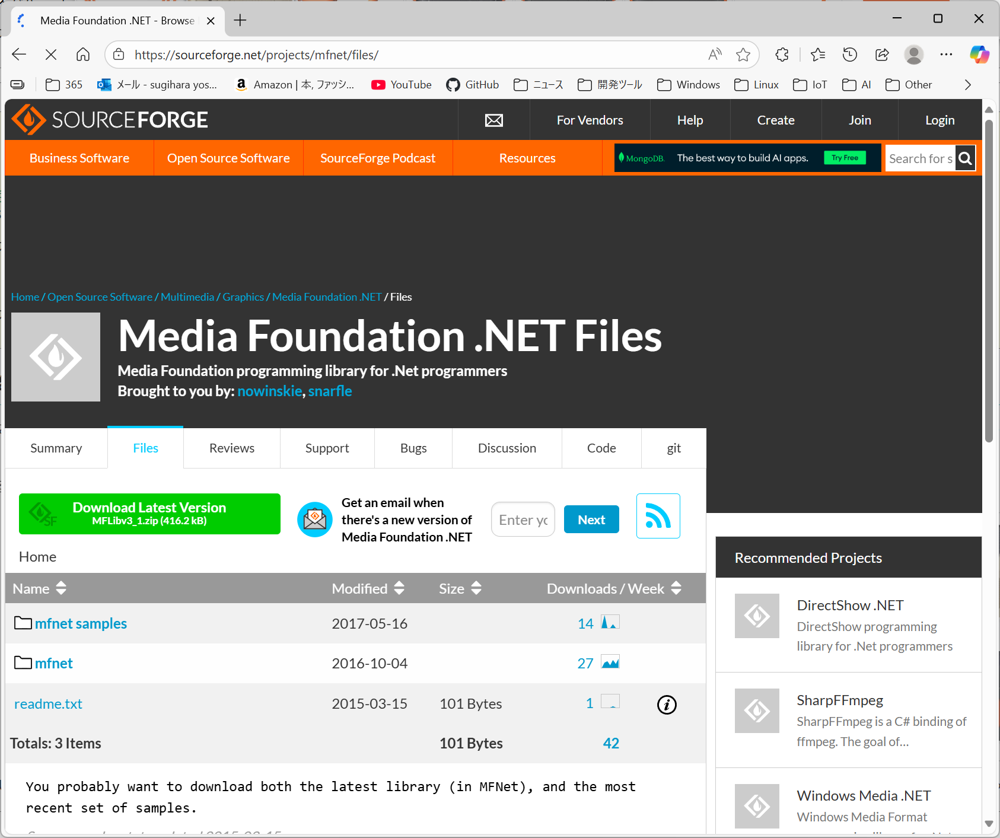 Media Foundation .NET - Browse
https://sourceforge.net/projects/mfnet/files/
365
メール - sugihara yos...
Amazon | 本, ファッシ...
YouTube
GitHub
ニュース
開発ツール
Windows
Linux
IoT
AI
Other
SOURCEFORGE
For Vendors
Help
Create
Join
Login
Business Software
Open Source Software
SourceForge Podcast
Resources
MongoDB.
The best way to build AI apps.
Try Free
Search for s
Home / Open Source Software / Multimedia / Graphics / Media Foundation .NET / Files
Media Foundation .NET Files
Media Foundation programming library for .Net programmers
Brought to you by: nowinskie, snarfle
Summary
Files
Reviews
Support
Bugs
Discussion
Code
git
SF
Download Latest Version
MFLibv3_1.zip (416.2 kB)
Get an email when
there's a new version of
Media Foundation .NET
Enter yo
Next
Home
Name Modified Size Downloads / Week
mfnet samples 2017-05-16 14
mfnet 2016-10-04 27
readme.txt 2015-03-15 101 Bytes 1
Totals: 3 Items 101 Bytes 42
You probably want to download both the latest library (in MFNet), and the most
recent set of samples.
Recommended Projects
DirectShow .NET
DirectShow programming
library for .Net programmers
SharpFFmpeg
SharpFFmpeg is a C# binding of
ffmpeg. The goal of...
Windows Media .NET
Windows Media Format